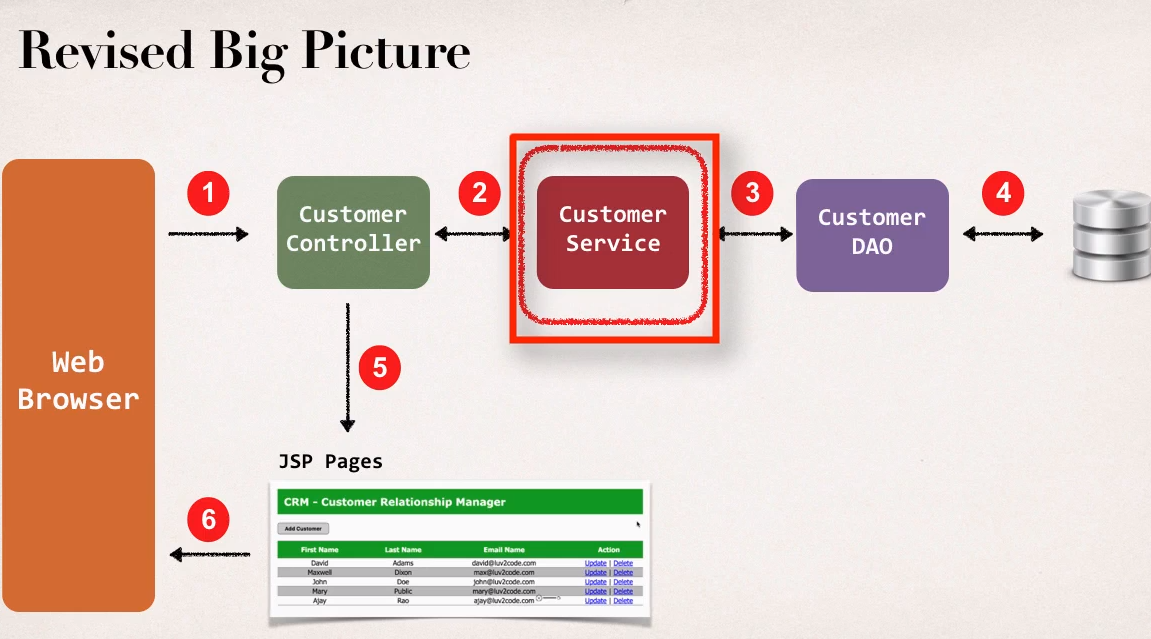 Revised Big Picture
1
2
3
4
Customer
Controller
Customer
Service
Customer
DAO
Web
Browser
5
JSP Pages
6
CRM - Customer Relationship Manager
Add Customer
First Name Last Name Email Name Action
David Adams david@luv2code.com Update | Delete
Maxwell Dixon max@luv2code.com Update | Delete
John Doe john@luv2code.com Update | Delete
Mary Public mary@luv2code.com Update | Delete
Ajay Rao ajay@luv2code.com Update | Delete